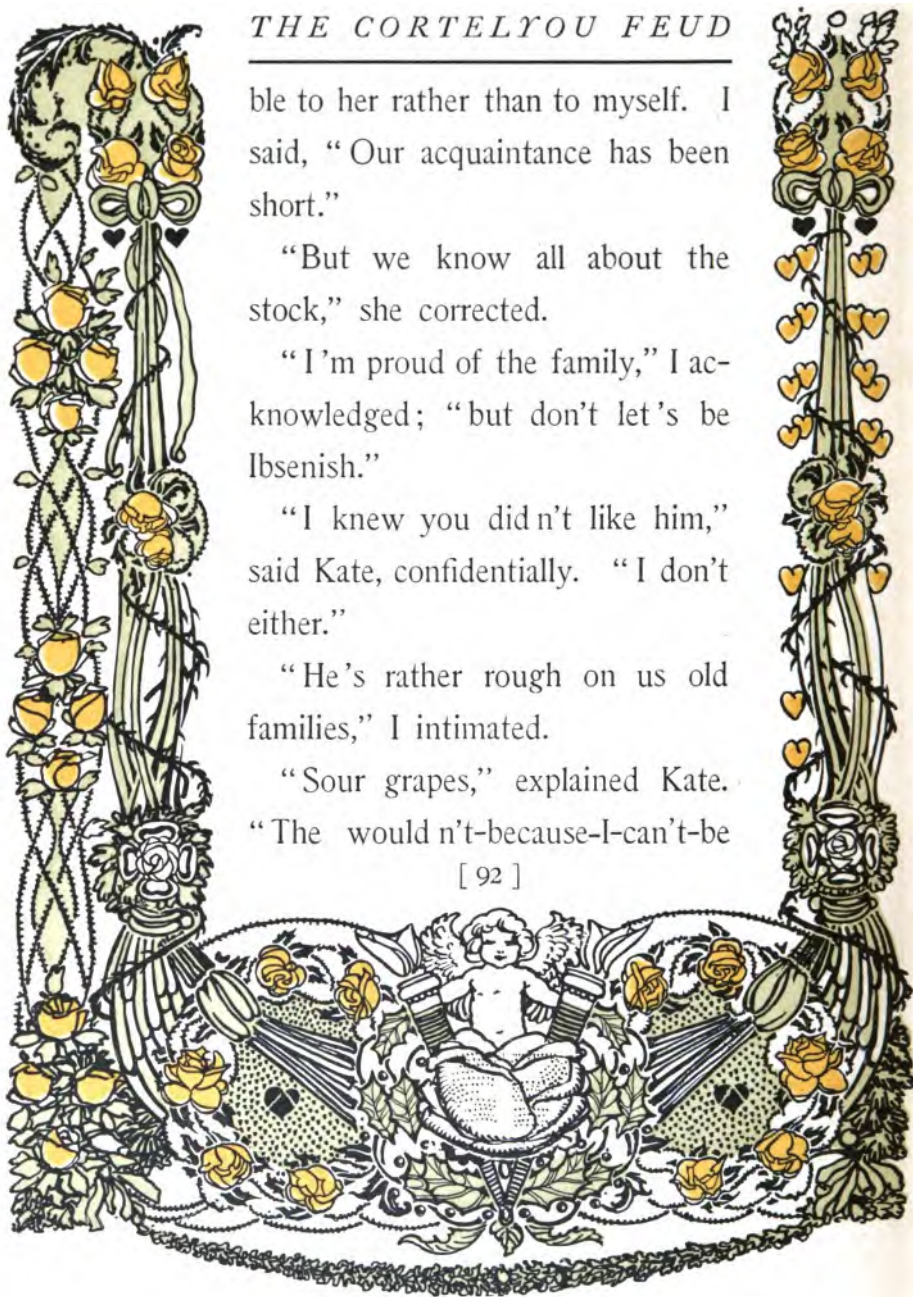 THE CORTELYOU FEUD
ble to her rather than to myself. I
said, “Our acquaintance has been
short.”
“But we know all about the
stock,” she corrected.
“I’m proud of the family,” I ac-
knowledged; “but don’t let’s be
Ibsenish.”
“I knew you didn’t like him,”
said Kate, confidentially. “I don’t
either.”
“He’s rather rough on us old
families,” I intimated.
“Sour grapes,” explained Kate.
“The would n’t-because-I-can’t-be
[ 92 ]